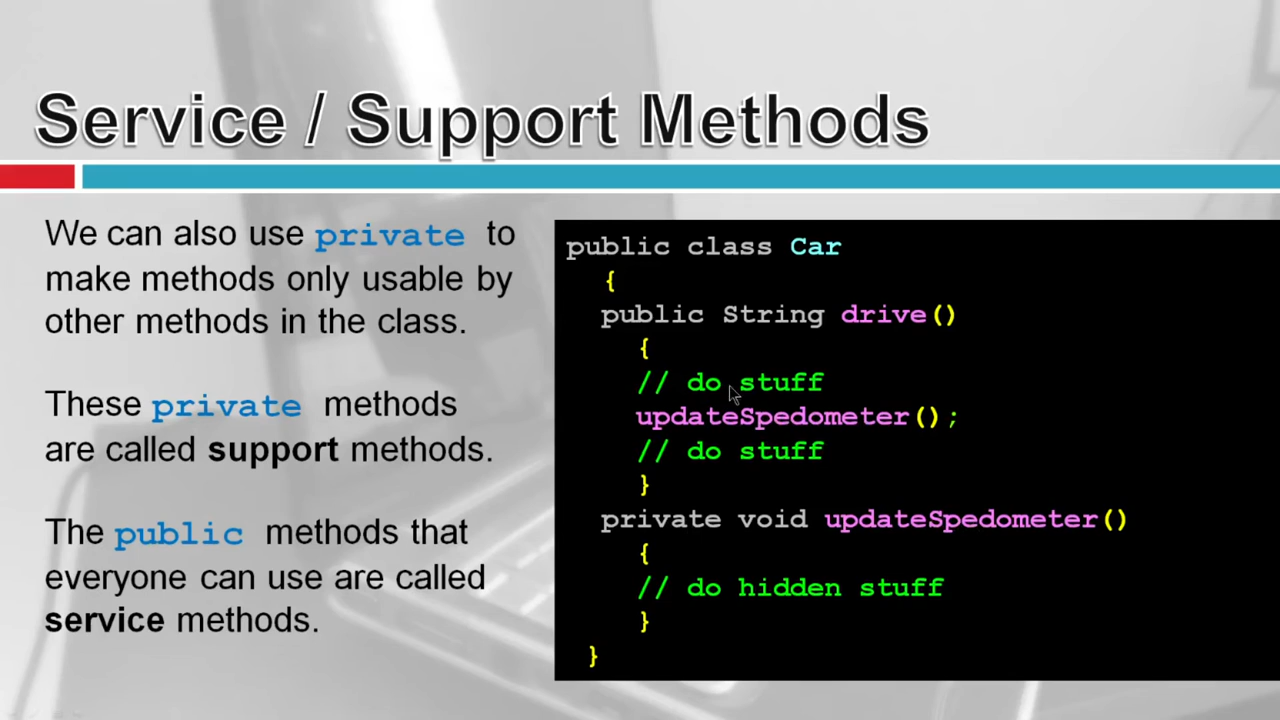 Service / Support Methods
We can also use private to
make methods only usable by
other methods in the class.
These private methods
are called support methods.
The public methods that
everyone can use are called
service methods.
public class Car
{
public String drive()
{
// do stuff
updateSpedometer();
// do stuff
}
private void updateSpedometer()
{
// do hidden stuff
}
}